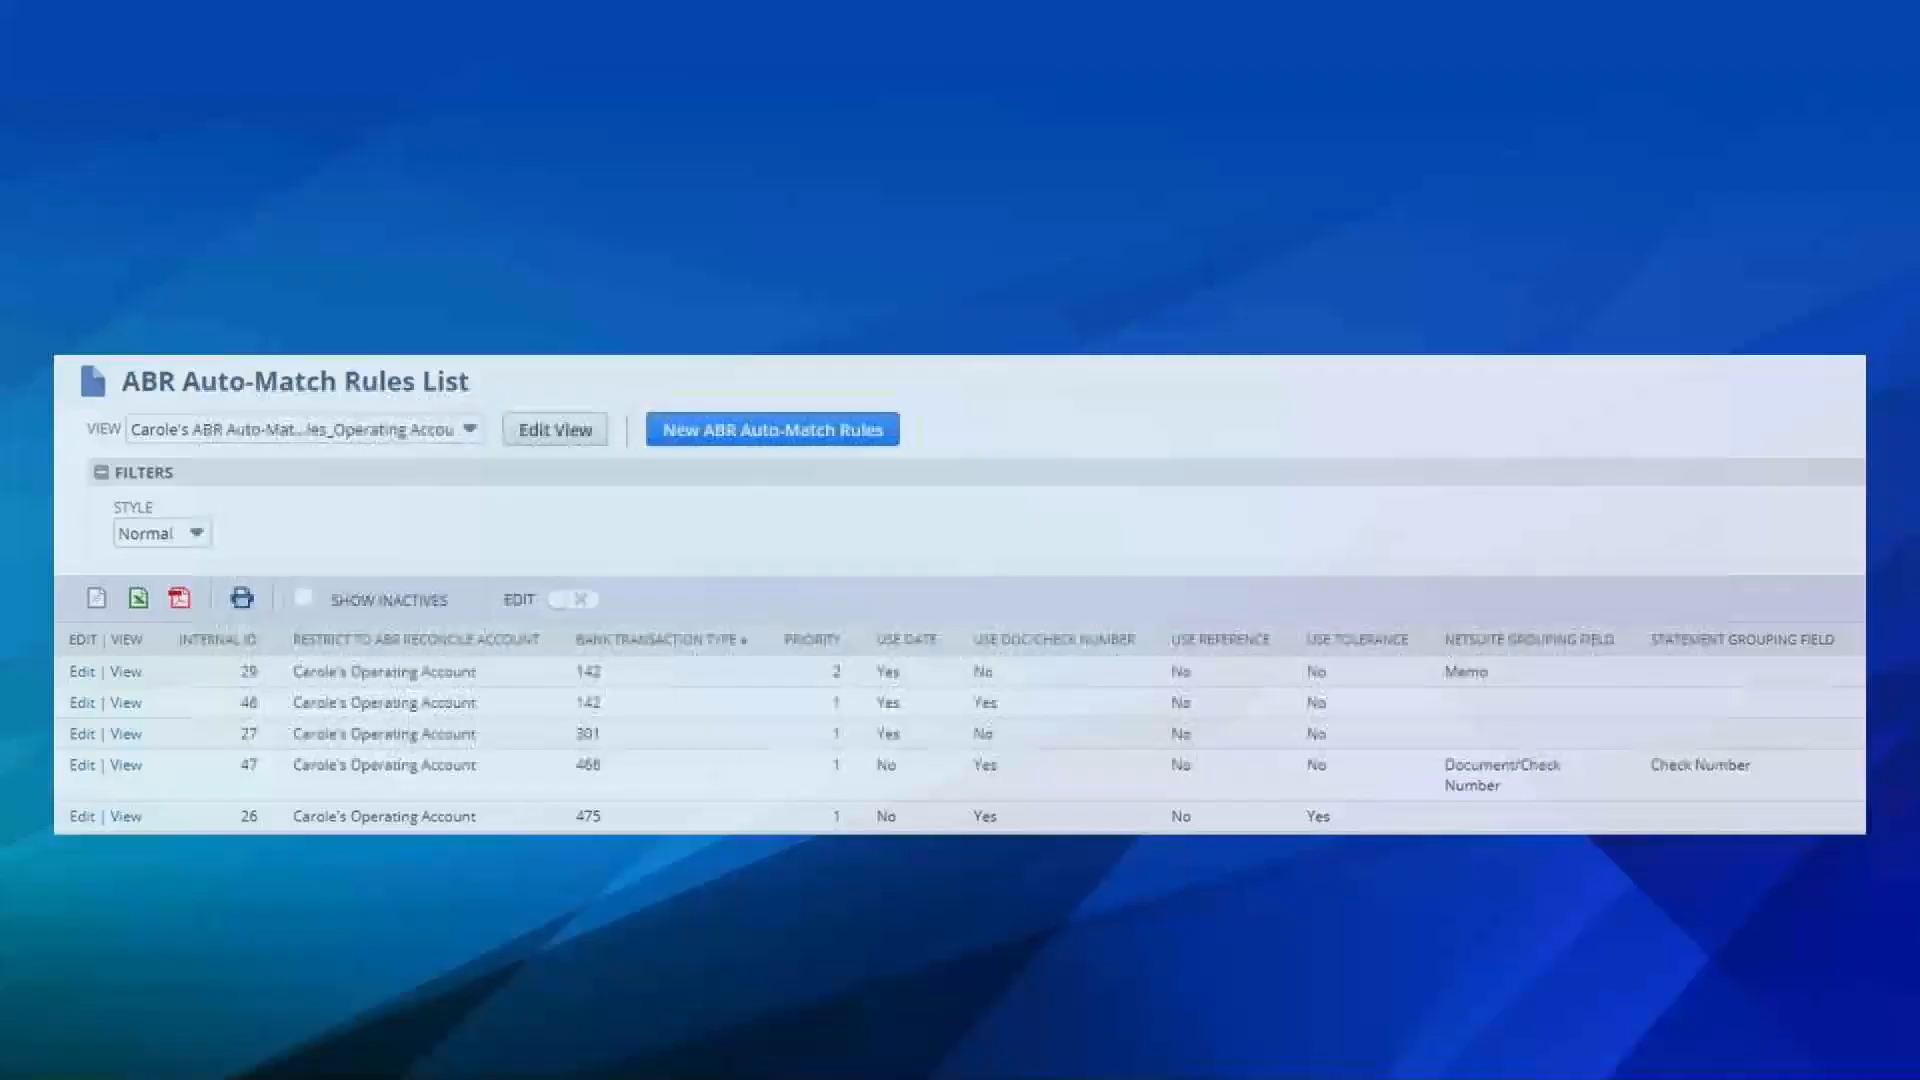 ABR Auto-Match Rules List
VIEW Carole's ABR Auto-Mat...les_Operating Accou Edit View New ABR Auto-Match Rules
FILTERS
STYLE
Normal
SHOW INACTIVES EDIT
EDIT | VIEW INTERNAL ID RESTRICT TO ABR RECONCILE ACCOUNT BANK TRANSACTION TYPE PRIORITY USE DATE USE DOC/CHECK NUMBER USE REFERENCE USE TOLERANCE NETSUITE GROUPING FIELD STATEMENT GROUPING FIELD
Edit | View 29 Carole's Operating Account 142 2 Yes No No No Memo
Edit | View 46 Carole's Operating Account 142 1 Yes Yes No No
Edit | View 27 Carole's Operating Account 301 1 Yes No No No
Edit | View 47 Carole's Operating Account 1 No Yes No No Document/Check Check Number
Number
Edit | View 26 Carole's Operating Account 475 1 No Yes No Yes